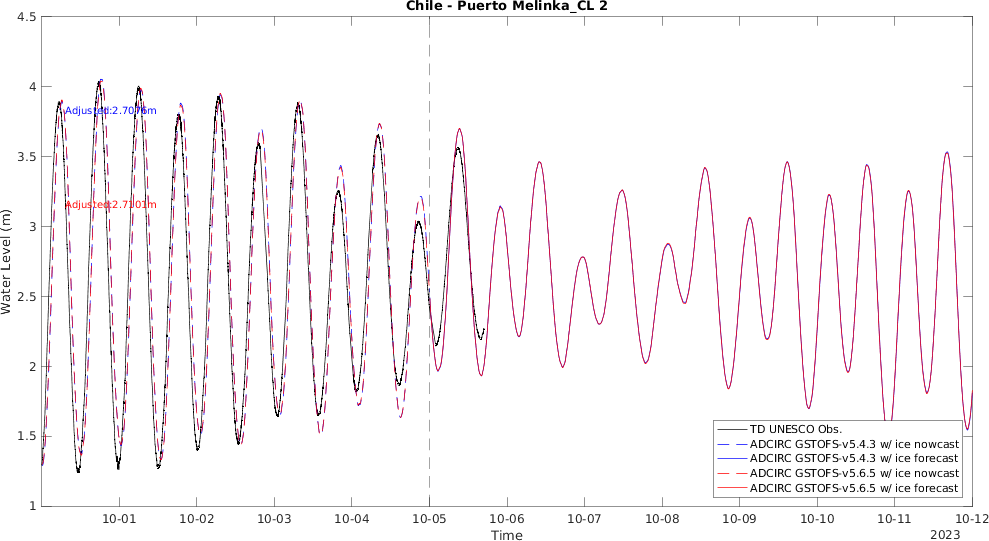 Chile - Puerto Melinka_CL 2
4.5
4
3.5
3
2.5
2
1.5
1
Water Level (m)
Adjusted:2.7076m
Adjusted:2.7101m
TD UNESCO Obs.
ADCIRC GSTOFS-v5.4.3 w/ ice nowcast
ADCIRC GSTOFS-v5.4.3 w/ ice forecast
ADCIRC GSTOFS-v5.6.5 w/ ice nowcast
ADCIRC GSTOFS-v5.6.5 w/ ice forecast
10-01 10-02 10-03 10-04 10-05 10-06 10-07 10-08 10-09 10-10 10-11 10-12
Time
2023